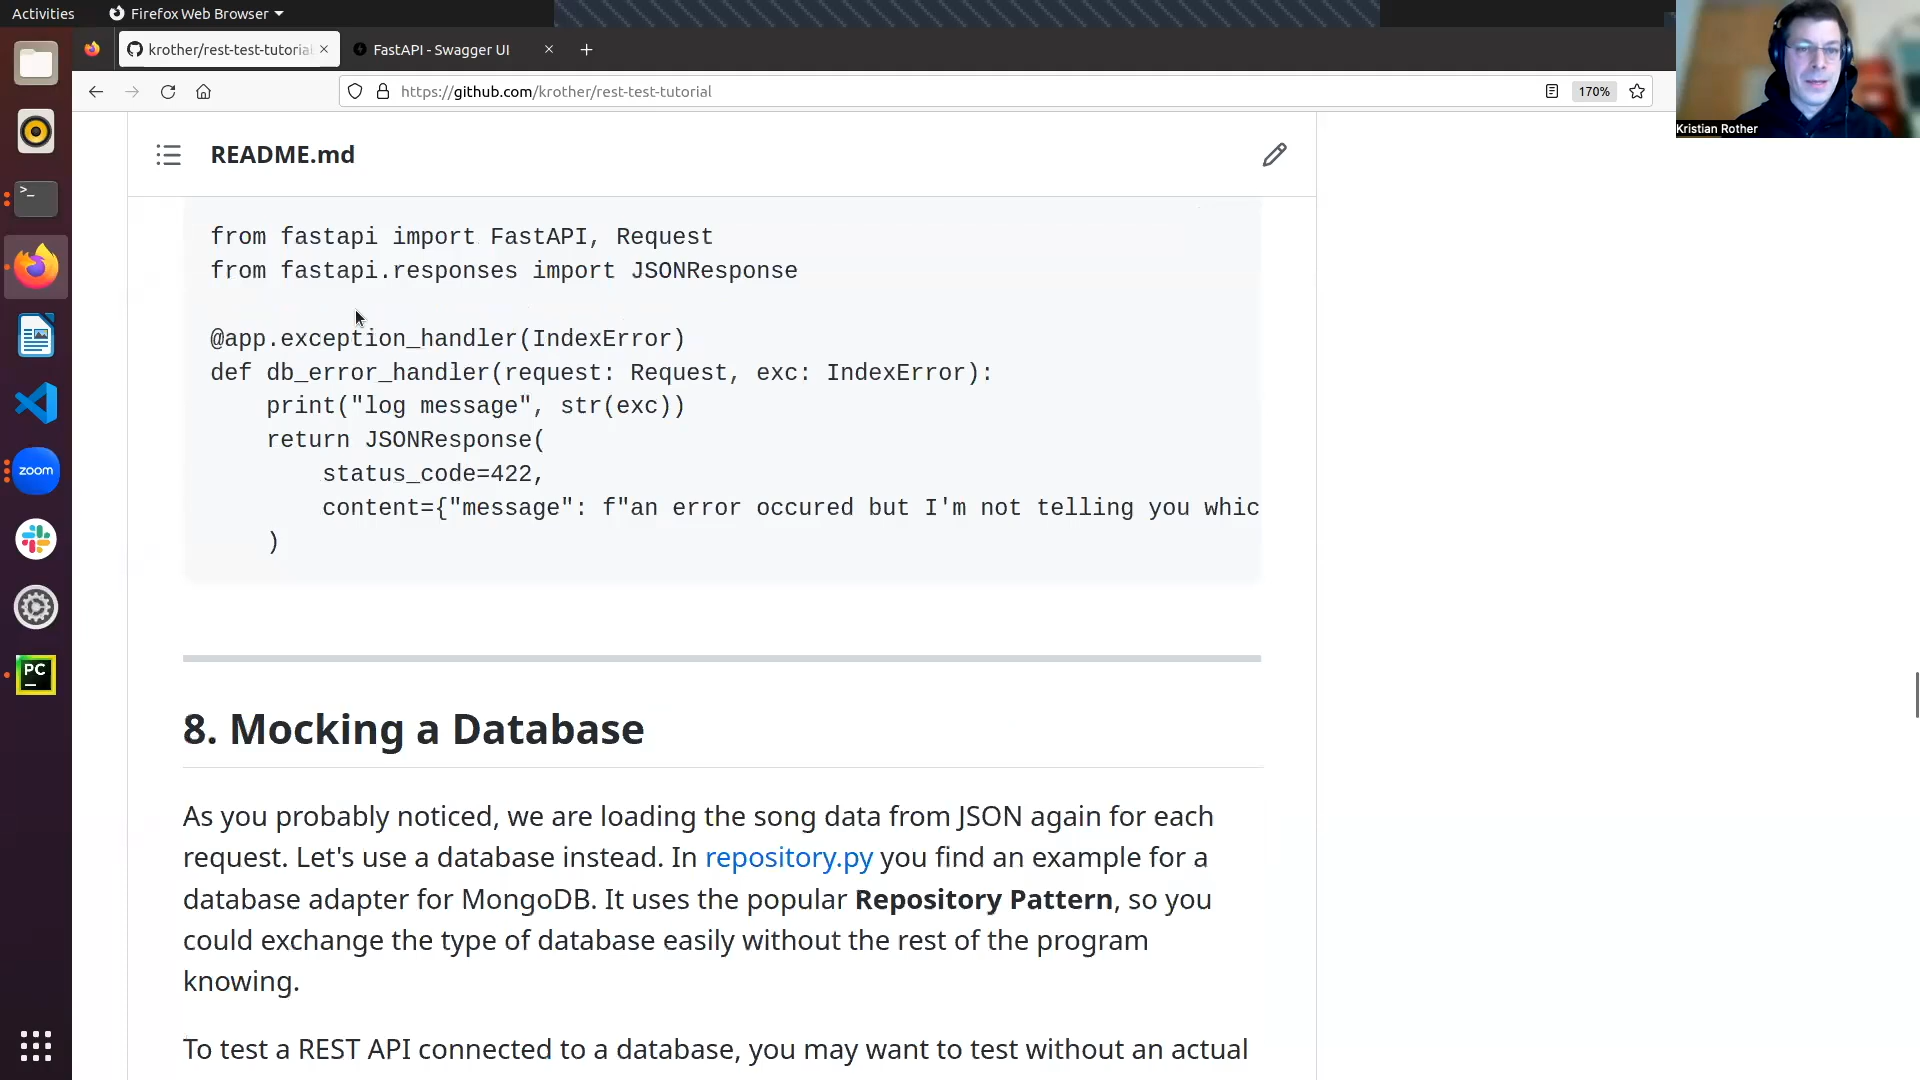 Activities
Firefox Web Browser
krother/rest-test-tutoria
FastAPI - Swagger UI
https://github.com/krother/rest-test-tutorial
170%
Kristian Rother
README.md
from fastapi import FastAPI, Request
from fastapi.responses import JSONResponse
@app.exception_handler(IndexError)
def db_error_handler(request: Request, exc: IndexError):
    print("log message", str(exc))
    return JSONResponse(
        status_code=422,
        content={"message": f"an error occured but I'm not telling you whic
    )
zoom
PC
8. Mocking a Database
As you probably noticed, we are loading the song data from JSON again for each
request. Let's use a database instead. In repository.py you find an example for a
database adapter for MongoDB. It uses the popular Repository Pattern, so you
could exchange the type of database easily without the rest of the program
knowing.
To test a REST API connected to a database, you may want to test without an actual